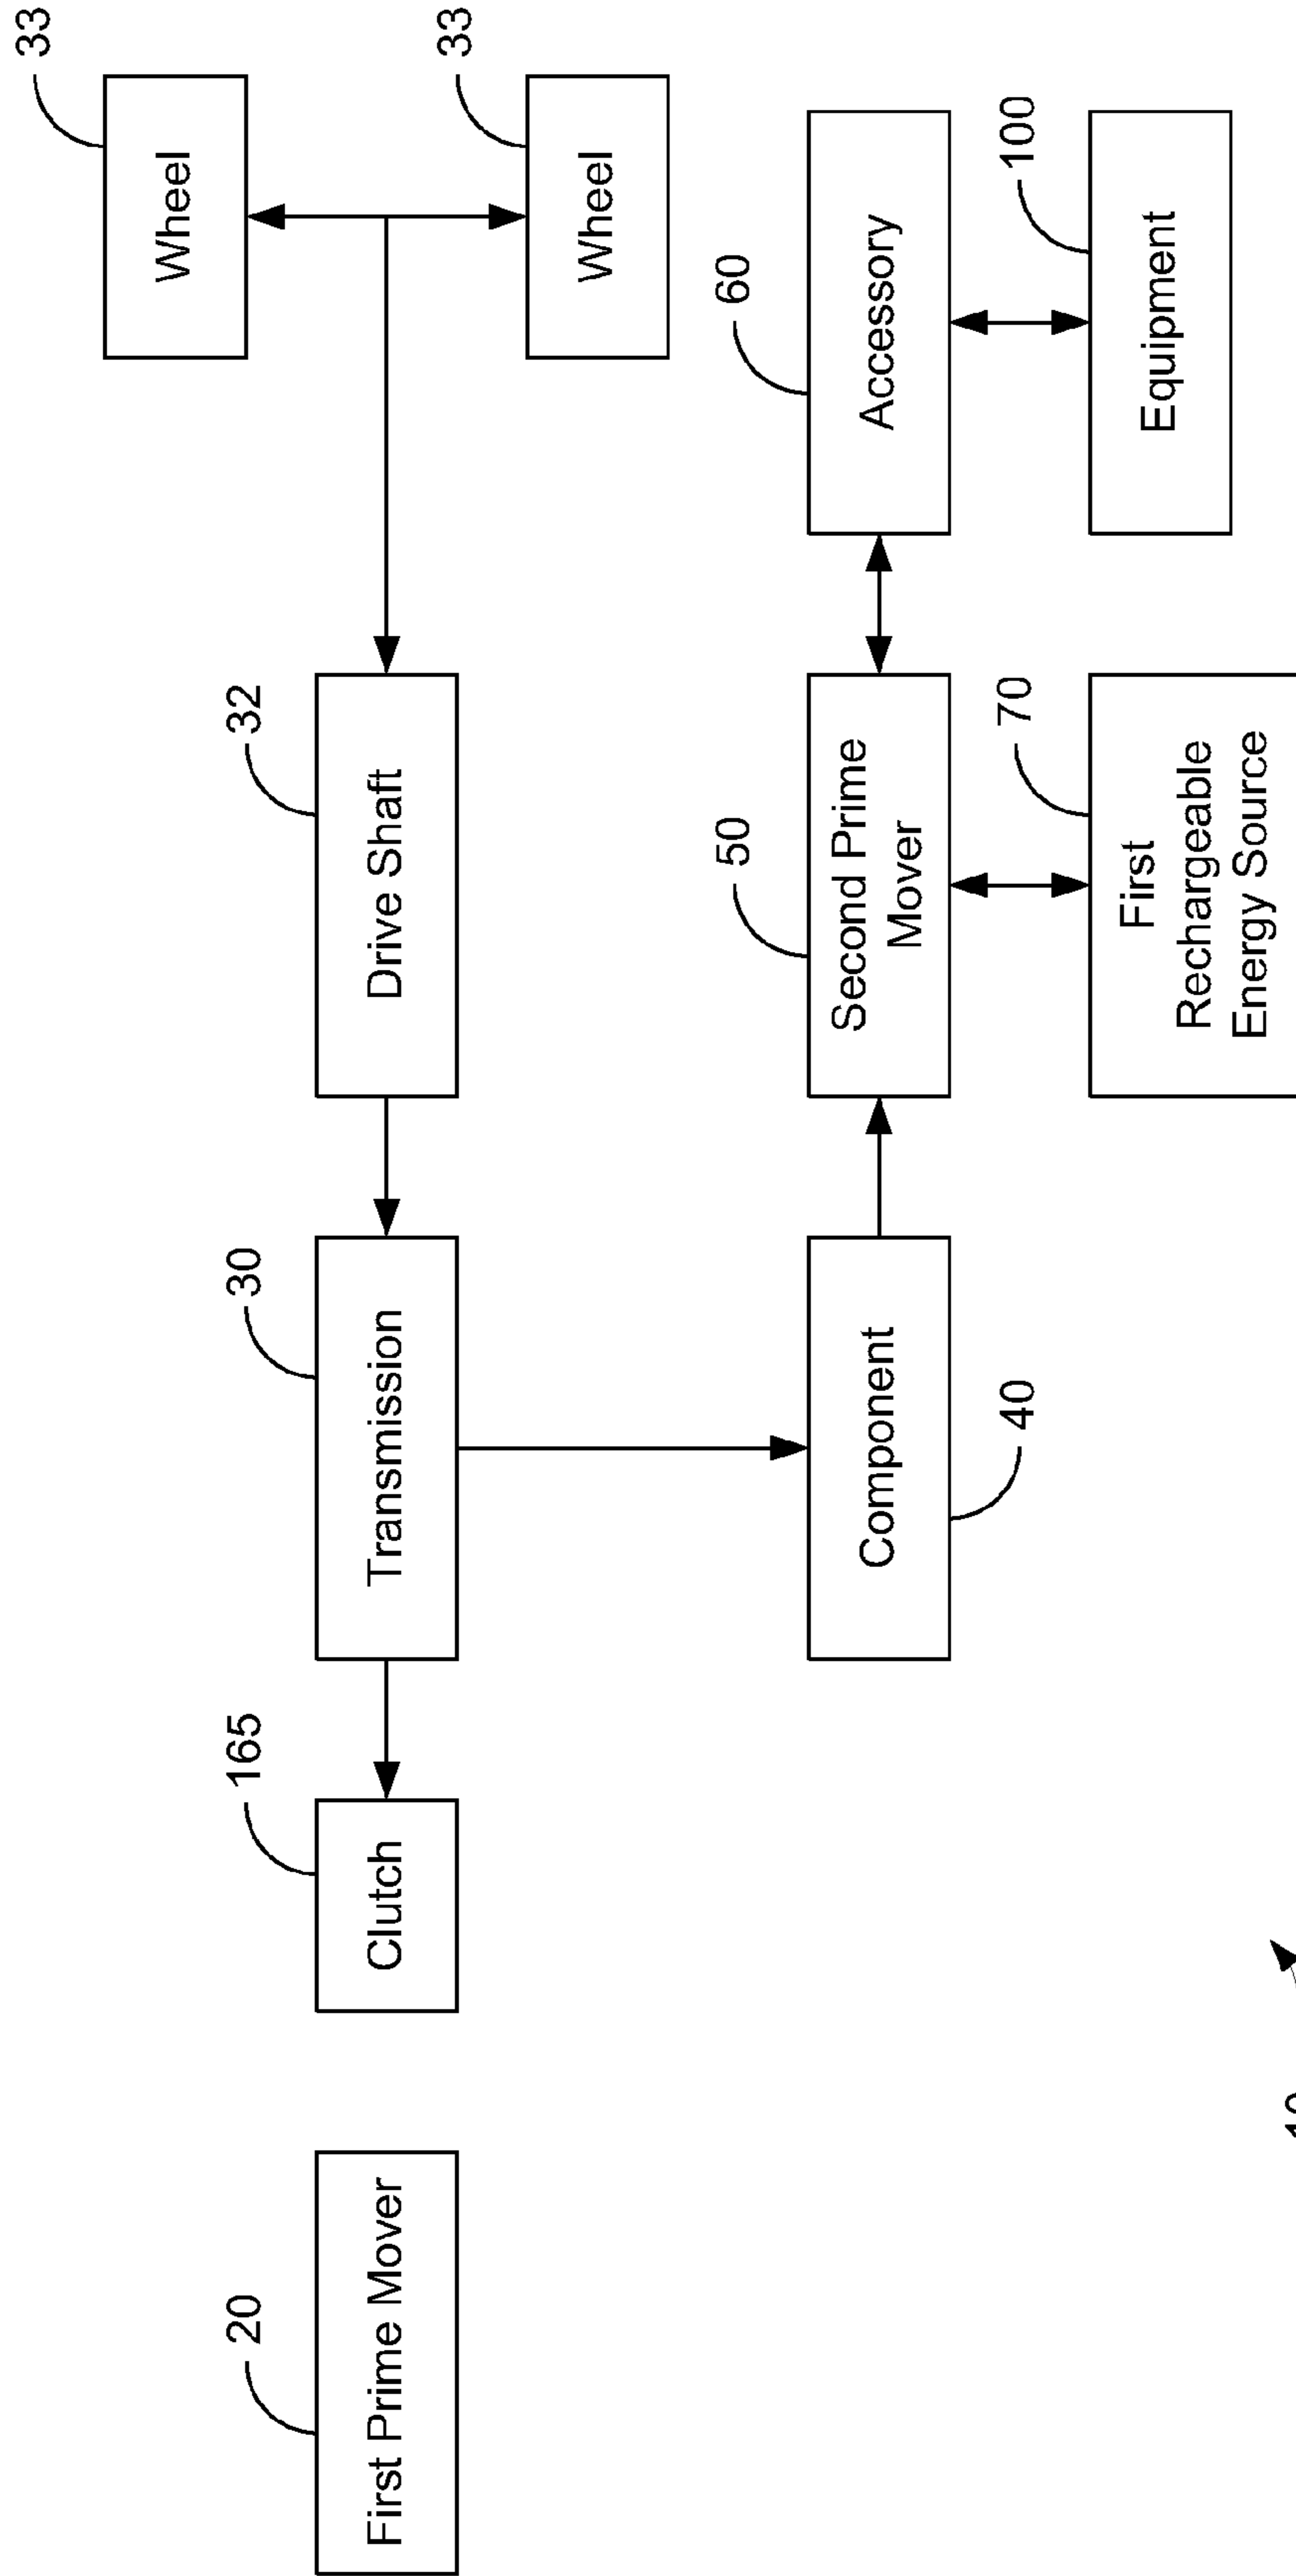 33
Wheel
20
165
30
32
First Prime Mover
Clutch
Transmission
Drive Shaft
33
Wheel
50
60
Component
Second Prime
Mover
Accessory
40
70
100
First
Rechargeable
Energy Source
Equipment